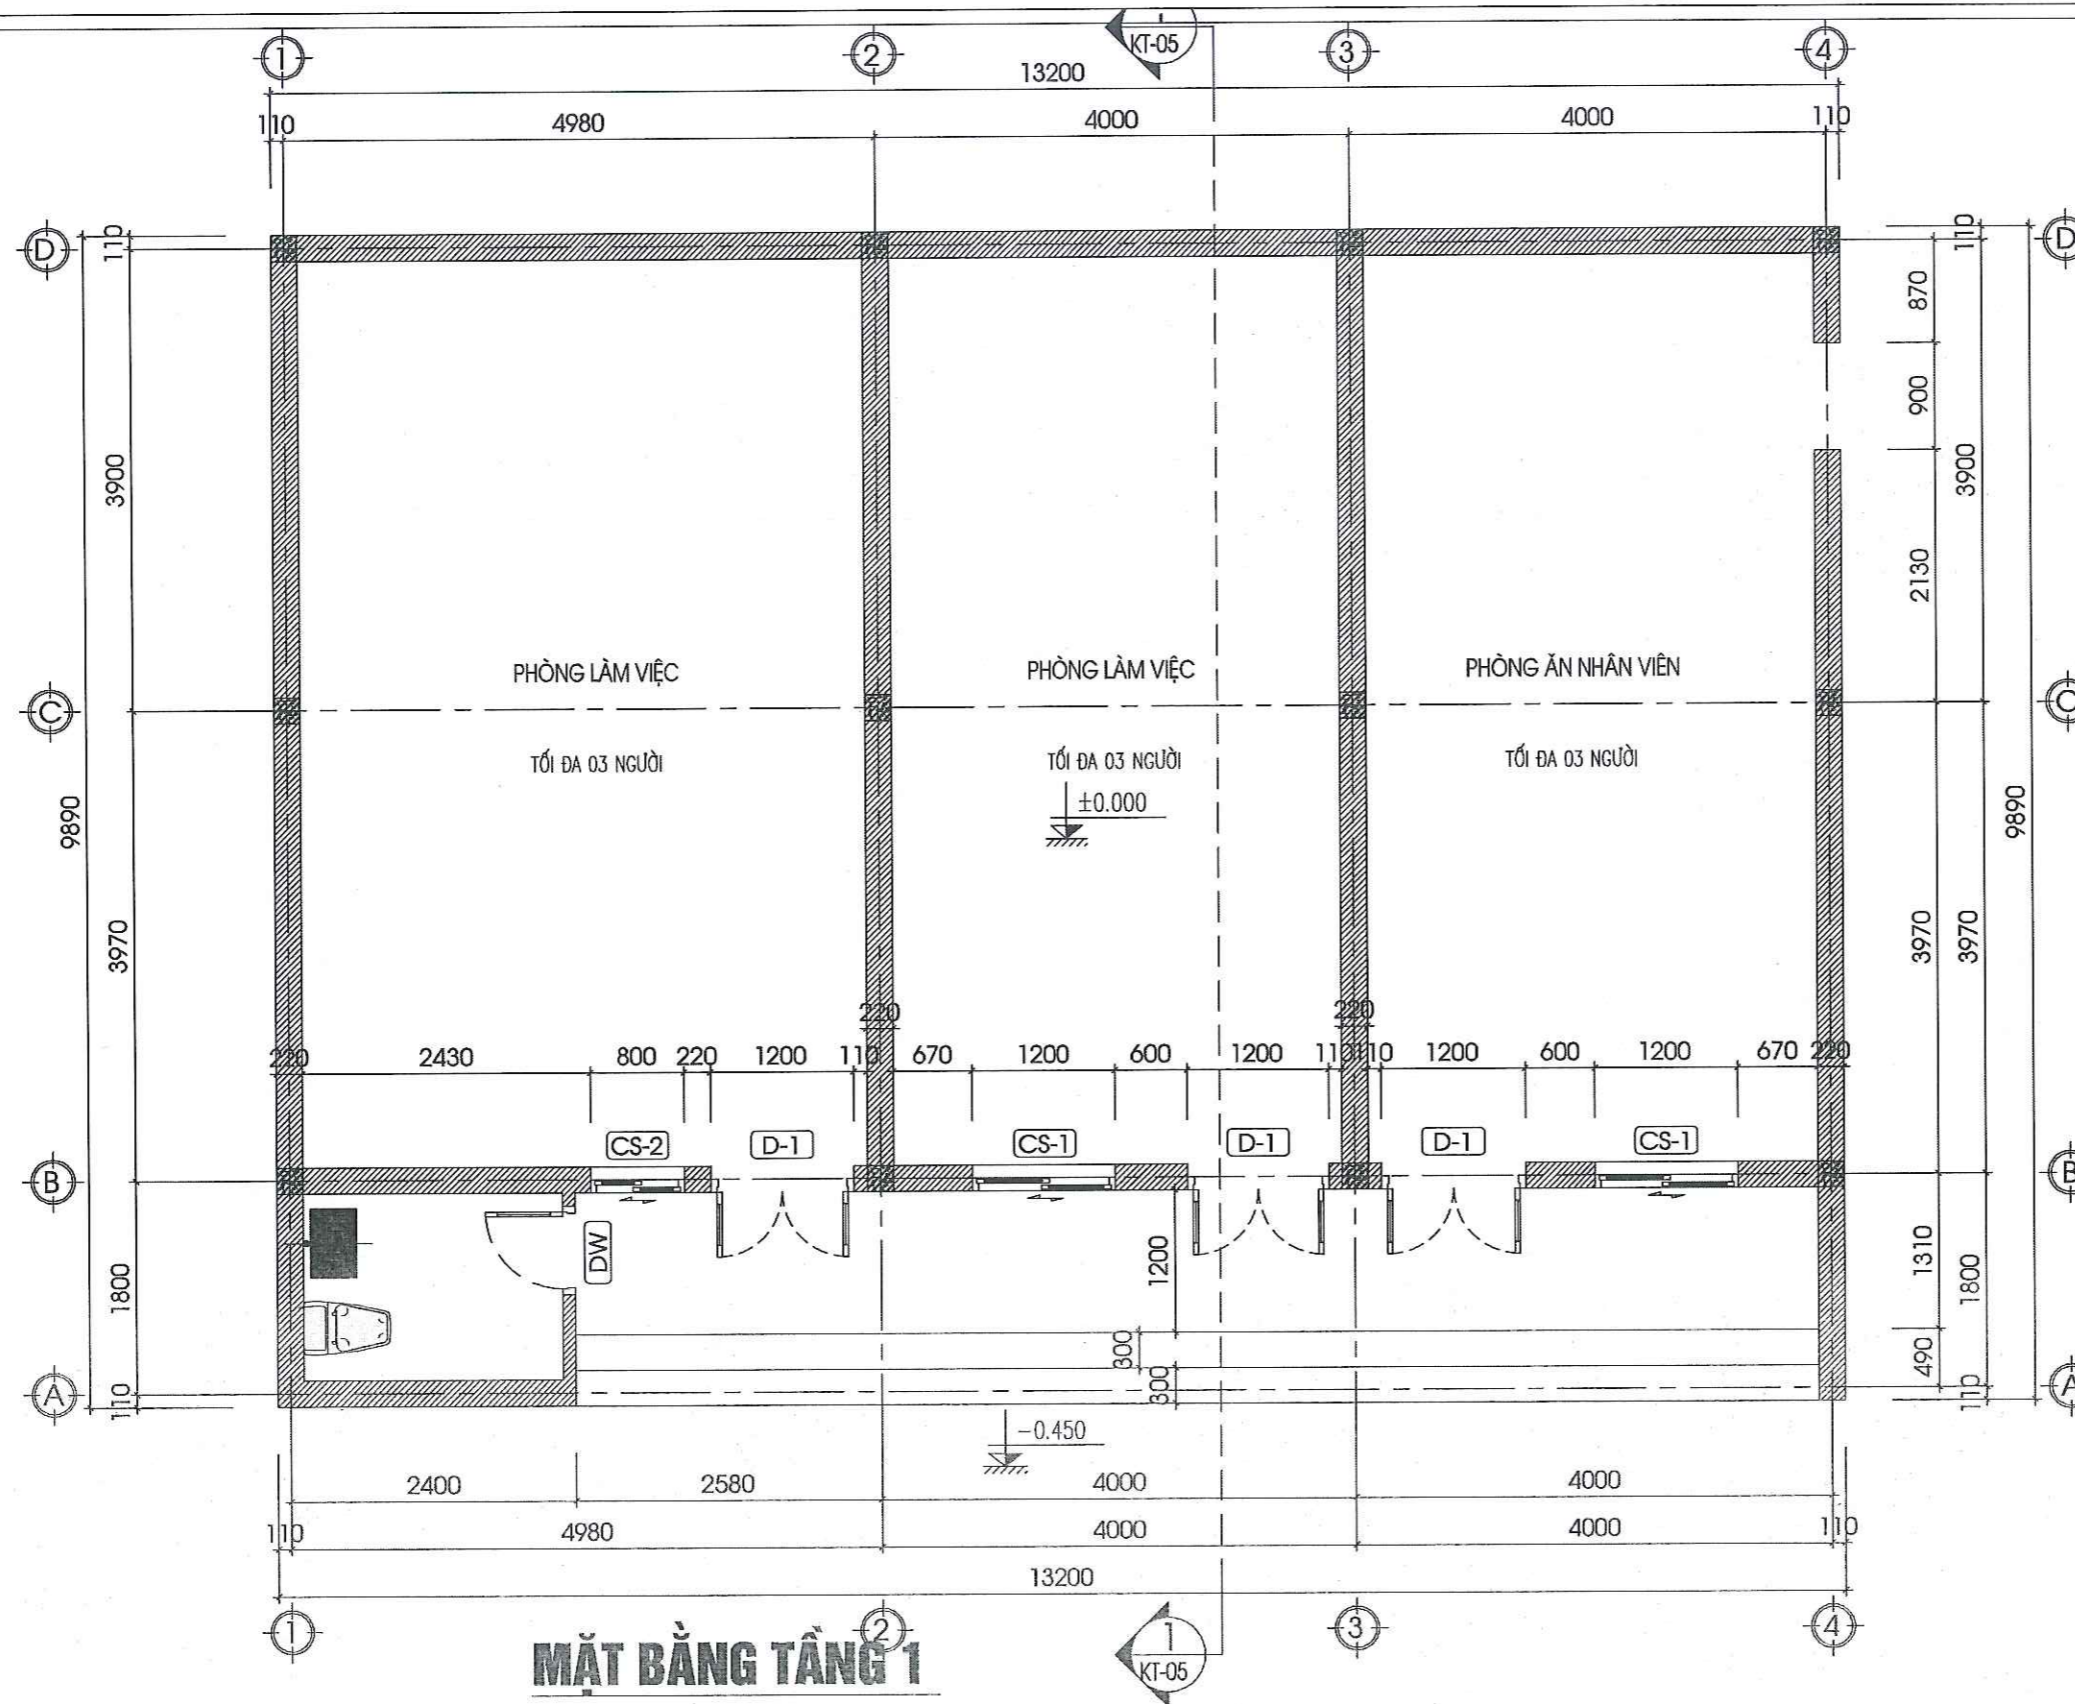 1 2 1 3 4
KT-05
13200
110 4980 4000 4000 110
D 110 110 D
870
900
3900 3900
2130
PHÒNG LÀM VIỆC PHÒNG LÀM VIỆC PHÒNG ĂN NHÂN VIÊN
C C
TỐI ĐA 03 NGƯỜI TỐI ĐA 03 NGƯỜI TỐI ĐA 03 NGƯỜI
±0.000
9890 9890
3970 3970 3970
220 220
220 2430 800 220 1200 110 670 1200 600 1200 110 110 1200 600 1200 670 220
CS-2 D-1 CS-1 D-1 D-1 CS-1
B B
DW
1200
1800 1310 1800
300 490
A 110 300 110 A
-0.450
2400 2580 4000 4000
110 4980 4000 4000 110
13200
1 2 1 3 4
KT-05
MẶT BẰNG TẦNG 1